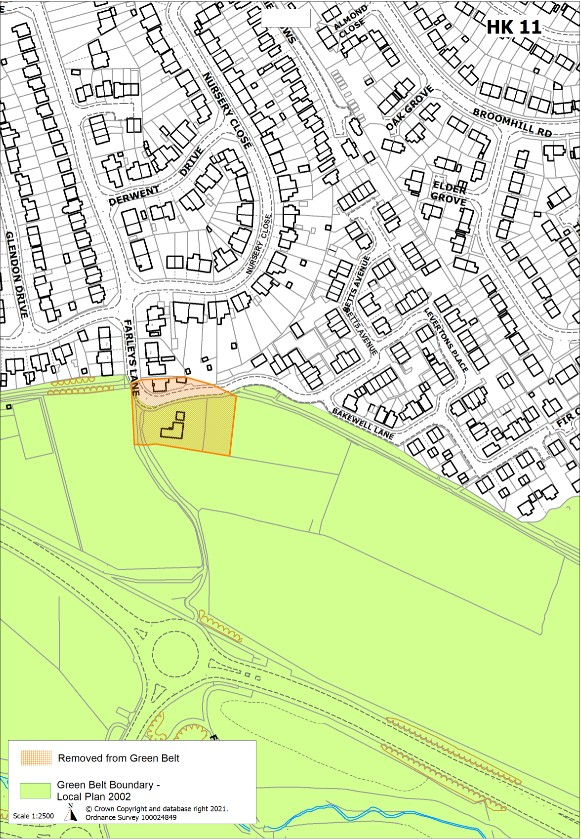 HK 11
ALMOND
CLOSE
NURSERY CLOSE
OAK GROVE
BROOMHILL RD
DERWENT DRIVE
ELDER
GROVE
GLENDON DRIVE
NURSERY CLOSE
BETTS AVENUE
BETTS AVENUE
LEVERTONS PLACE
FARLEYS LANE
BAKEWELL LANE
FIR
Removed from Green Belt
Green Belt Boundary -
Local Plan 2002
N
Scale 1:2500
© Crown Copyright and database right 2021.
Ordnance Survey 100024849